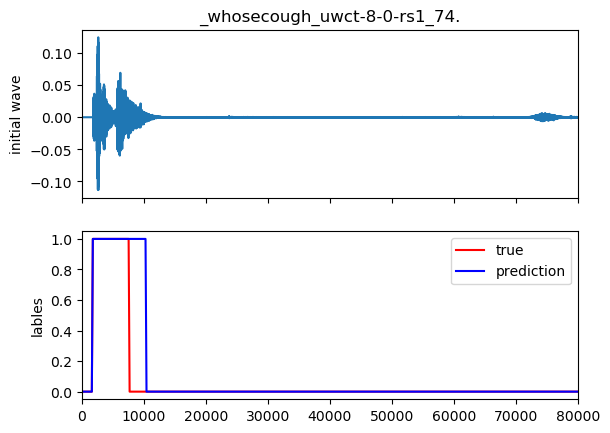 _whosecough_uwct-8-0-rs1_74.
initial wave
0.10
0.05
0.00
−0.05
−0.10
lables
1.0
0.8
0.6
0.4
0.2
0.0
true
prediction
0 10000 20000 30000 40000 50000 60000 70000 80000